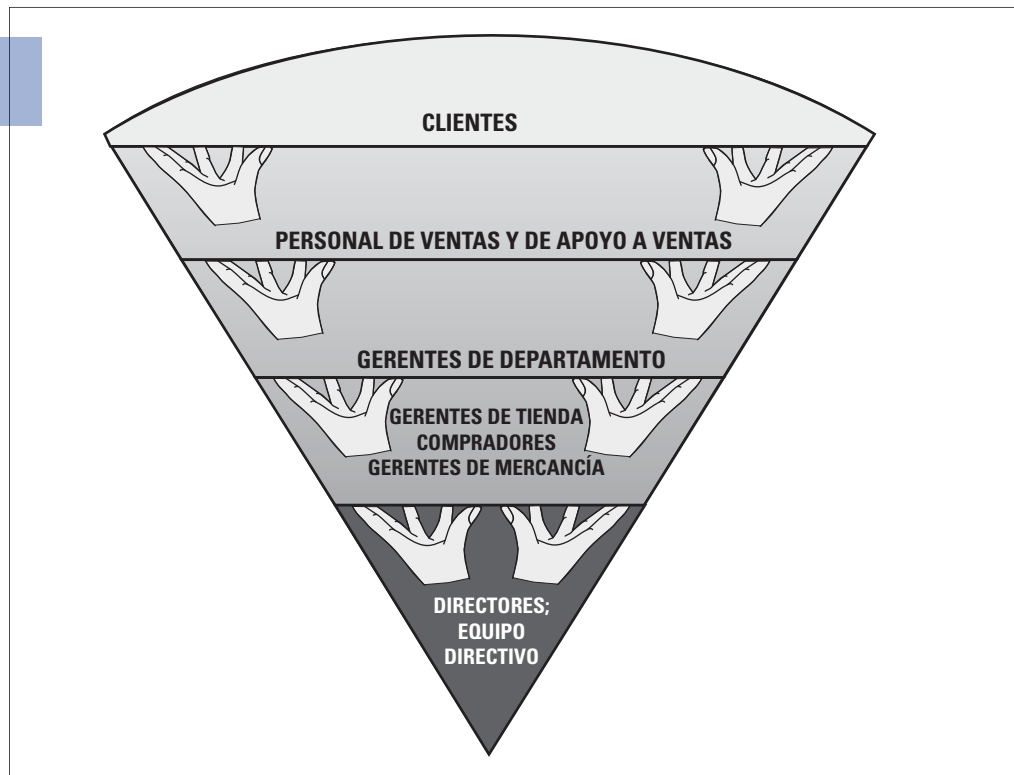 CLIENTES
PERSONAL DE VENTAS Y DE APOYO A VENTAS
GERENTES DE DEPARTAMENTO
GERENTES DE TIENDA
COMPRADORES
GERENTES DE MERCANCÍA
DIRECTORES;
EQUIPO
DIRECTIVO